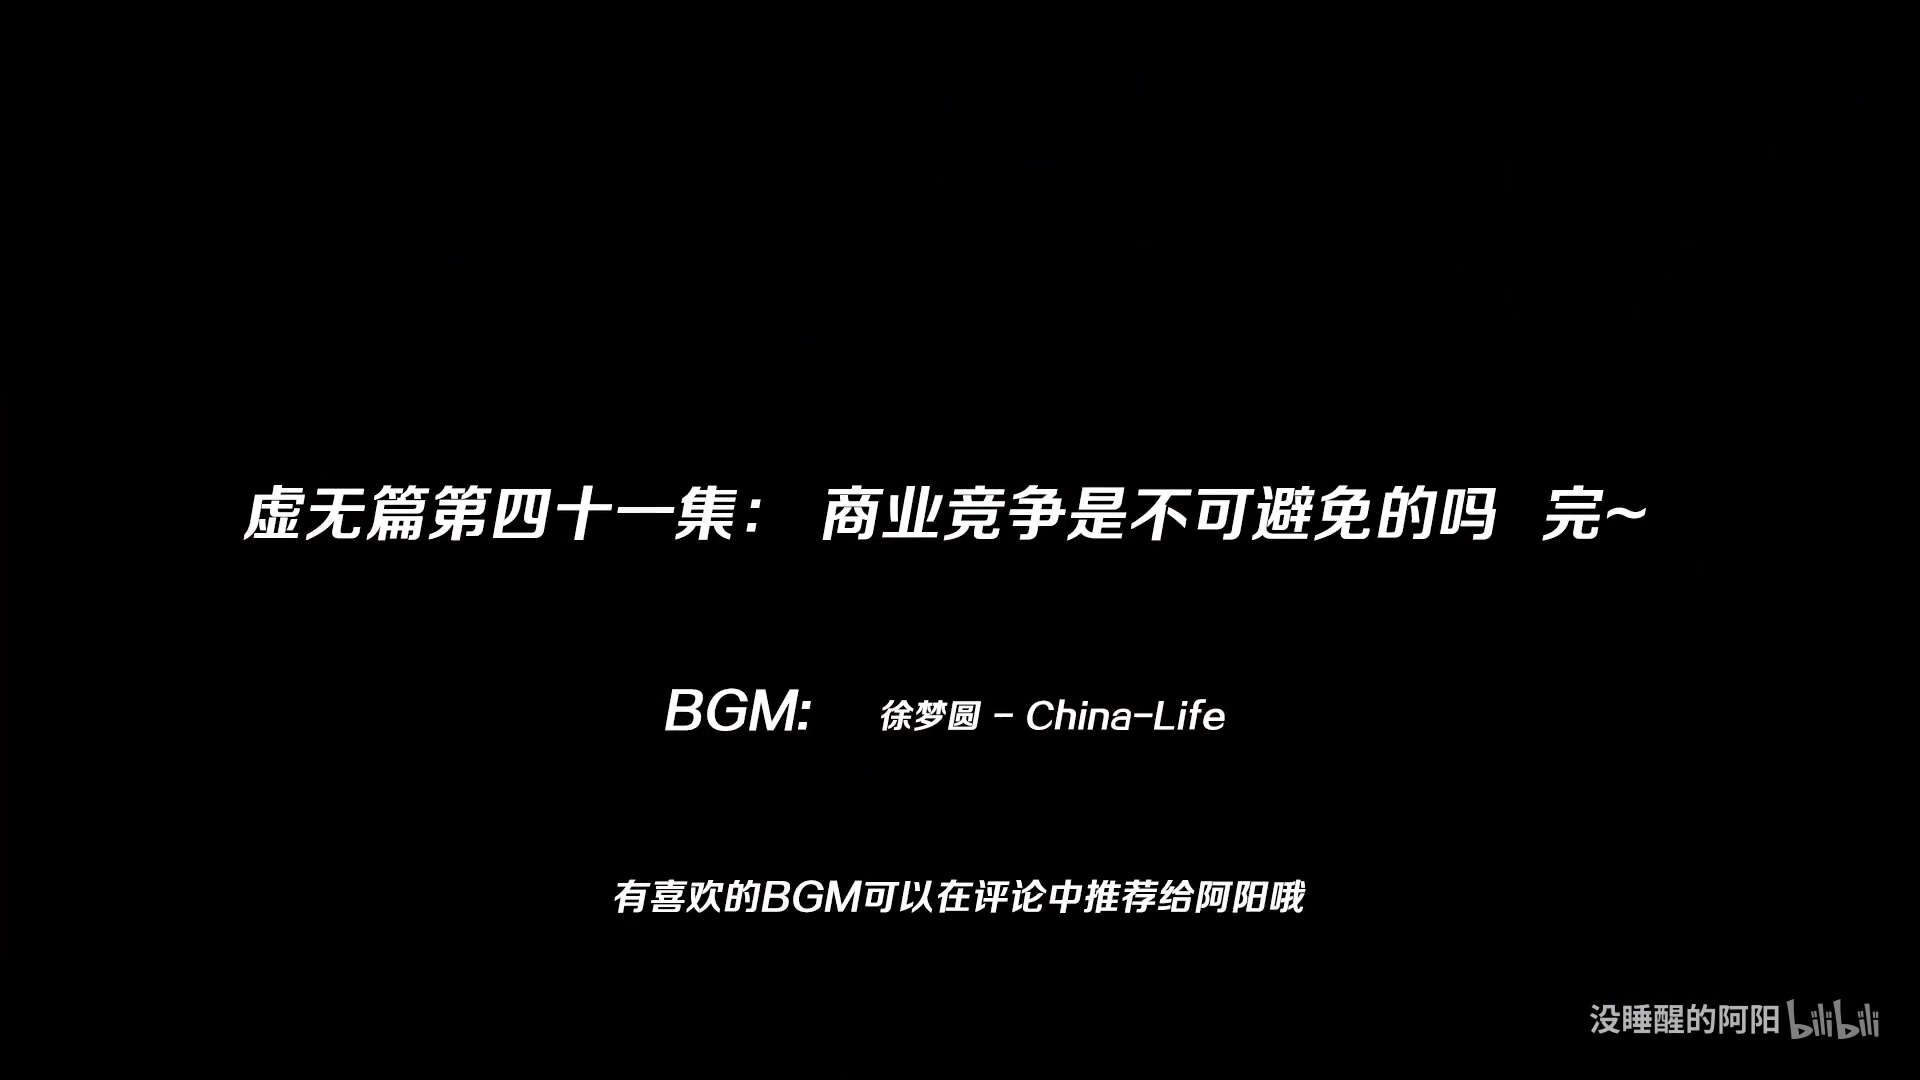 虚无篇第四十一集： 商业竞争是不可避免的吗 完~
BGM: 徐梦圆 - China-Life
有喜欢的BGM可以在评论中推荐给阿阳哦
没睡醒的阿阳 bilibili